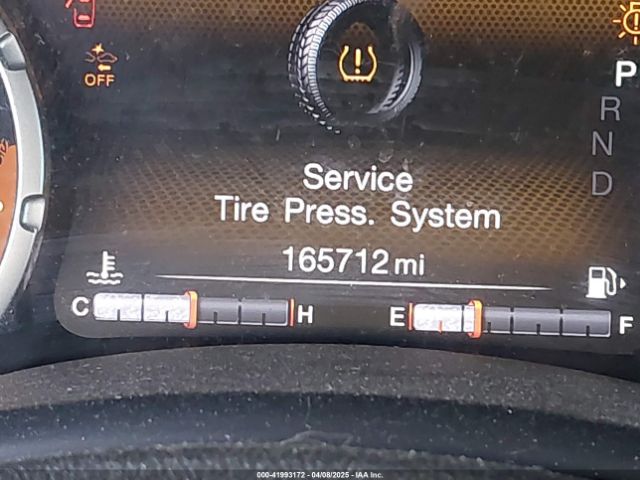 OFF
P
R
N
D
Service
Tire Press. System
165712 mi
C H E F
000-41993172 - 04/08/2025 - IAA Inc.